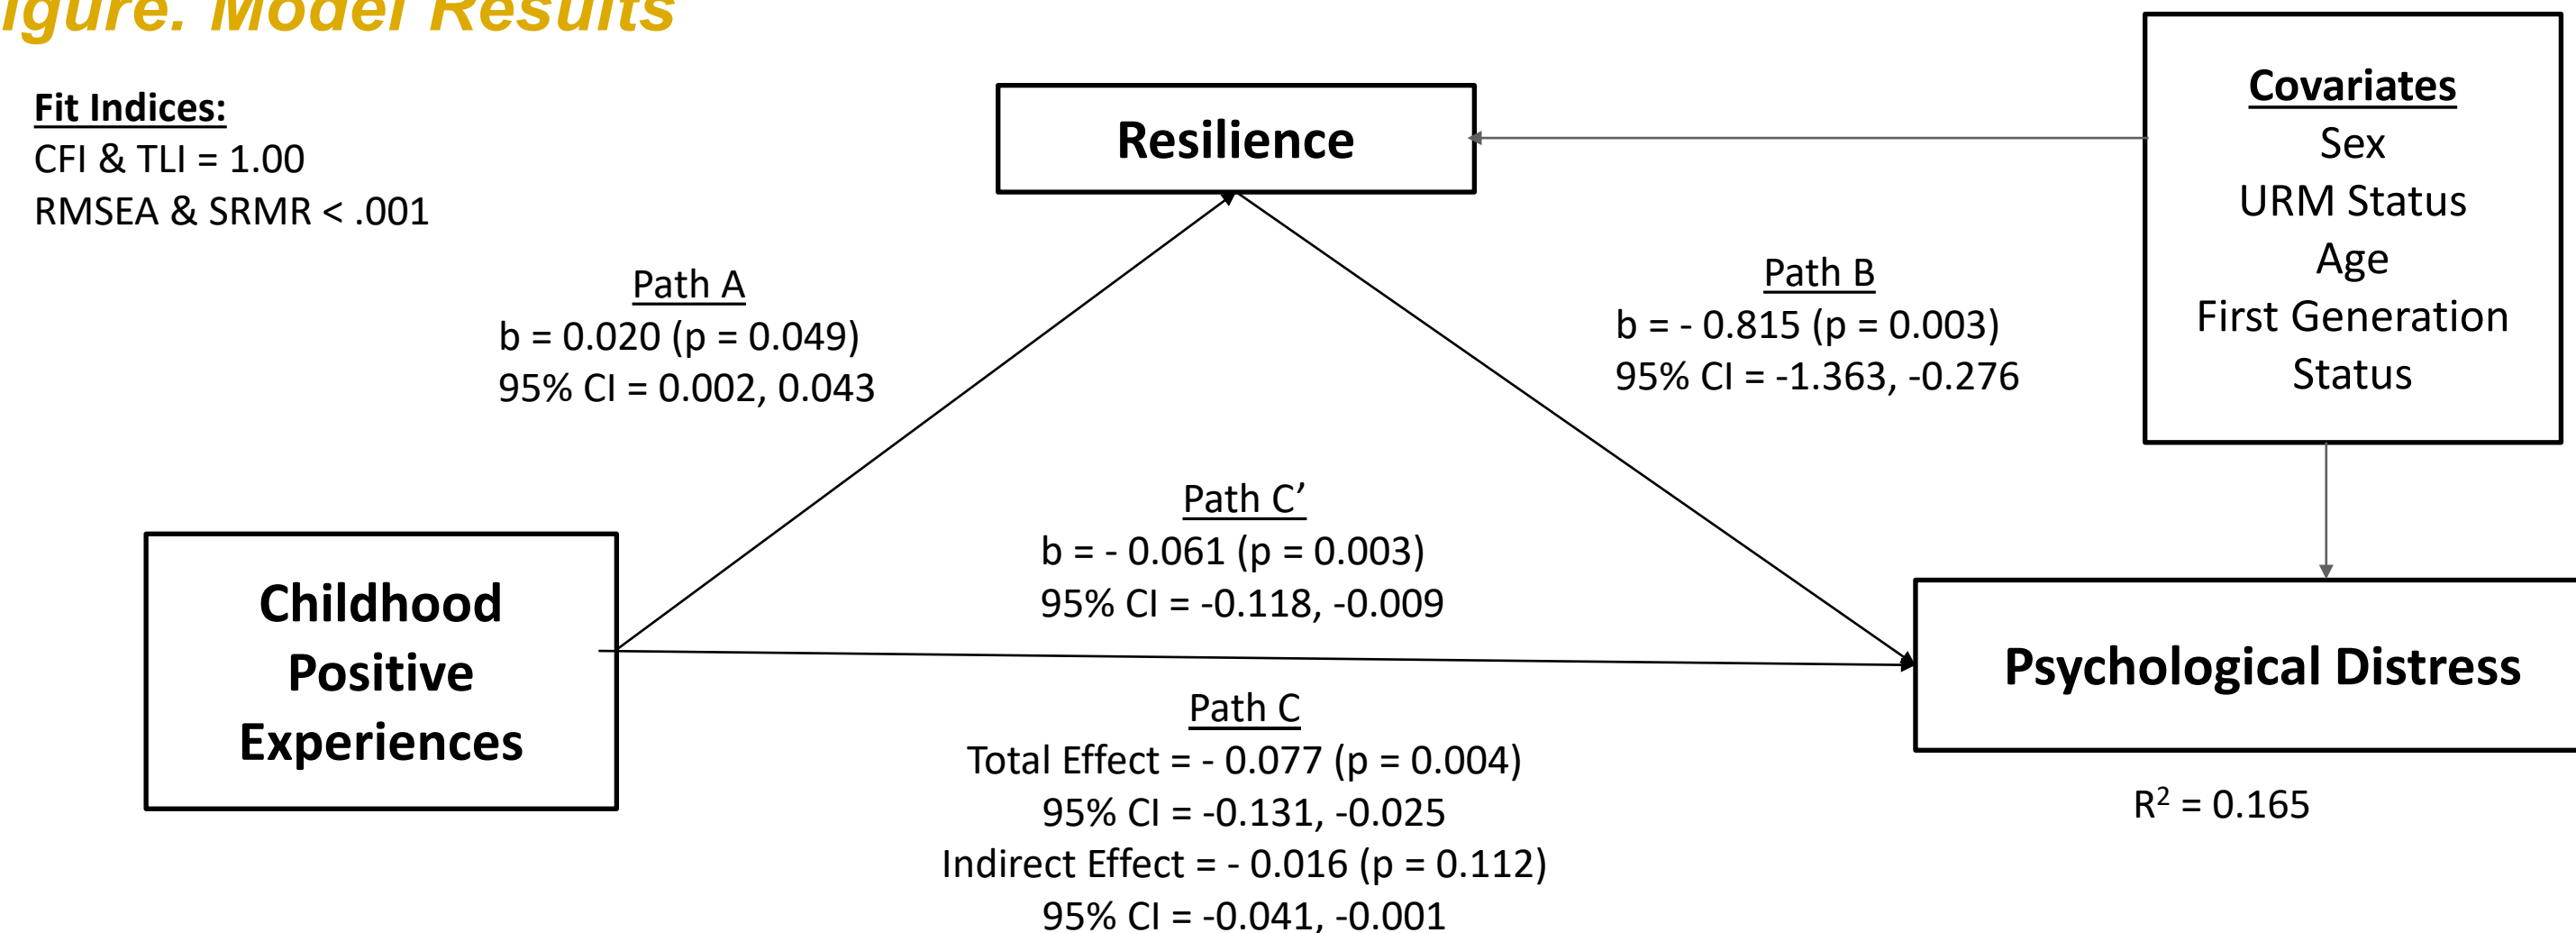 igure. Model Results
Fit Indices:
CFI & TLI = 1.00
RMSEA & SRMR < .001
Resilience
Covariates
Sex
URM Status
Age
First Generation
Status
Path A
b = 0.020 (p = 0.049)
95% CI = 0.002, 0.043
Path B
b = - 0.815 (p = 0.003)
95% CI = -1.363, -0.276
Path C’
b = - 0.061 (p = 0.003)
95% CI = -0.118, -0.009
Childhood
Positive
Experiences
Psychological Distress
Path C
Total Effect = - 0.077 (p = 0.004)
95% CI = -0.131, -0.025
Indirect Effect = - 0.016 (p = 0.112)
95% CI = -0.041, -0.001
R² = 0.165